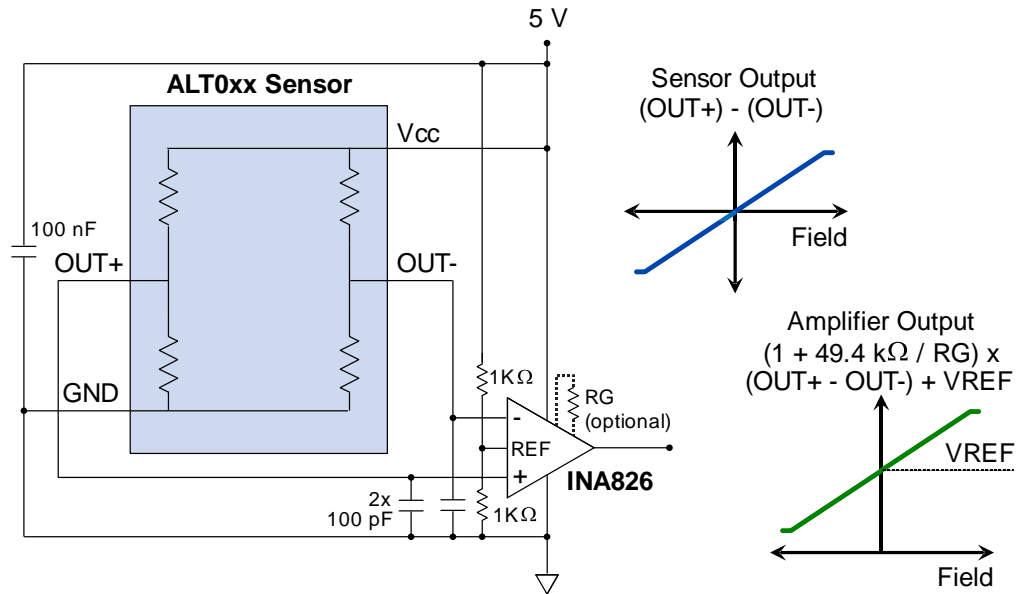 5 V
ALT0xx Sensor
Vcc
100 nF
OUT+
OUT-
GND
1KΩ
RG
(optional)
-
REF
+
INA826
2x
100 pF
1KΩ
Sensor Output
(OUT+) - (OUT-)
Field
Amplifier Output
(1 + 49.4 kΩ / RG) x
(OUT+ - OUT-) + VREF
VREF
Field